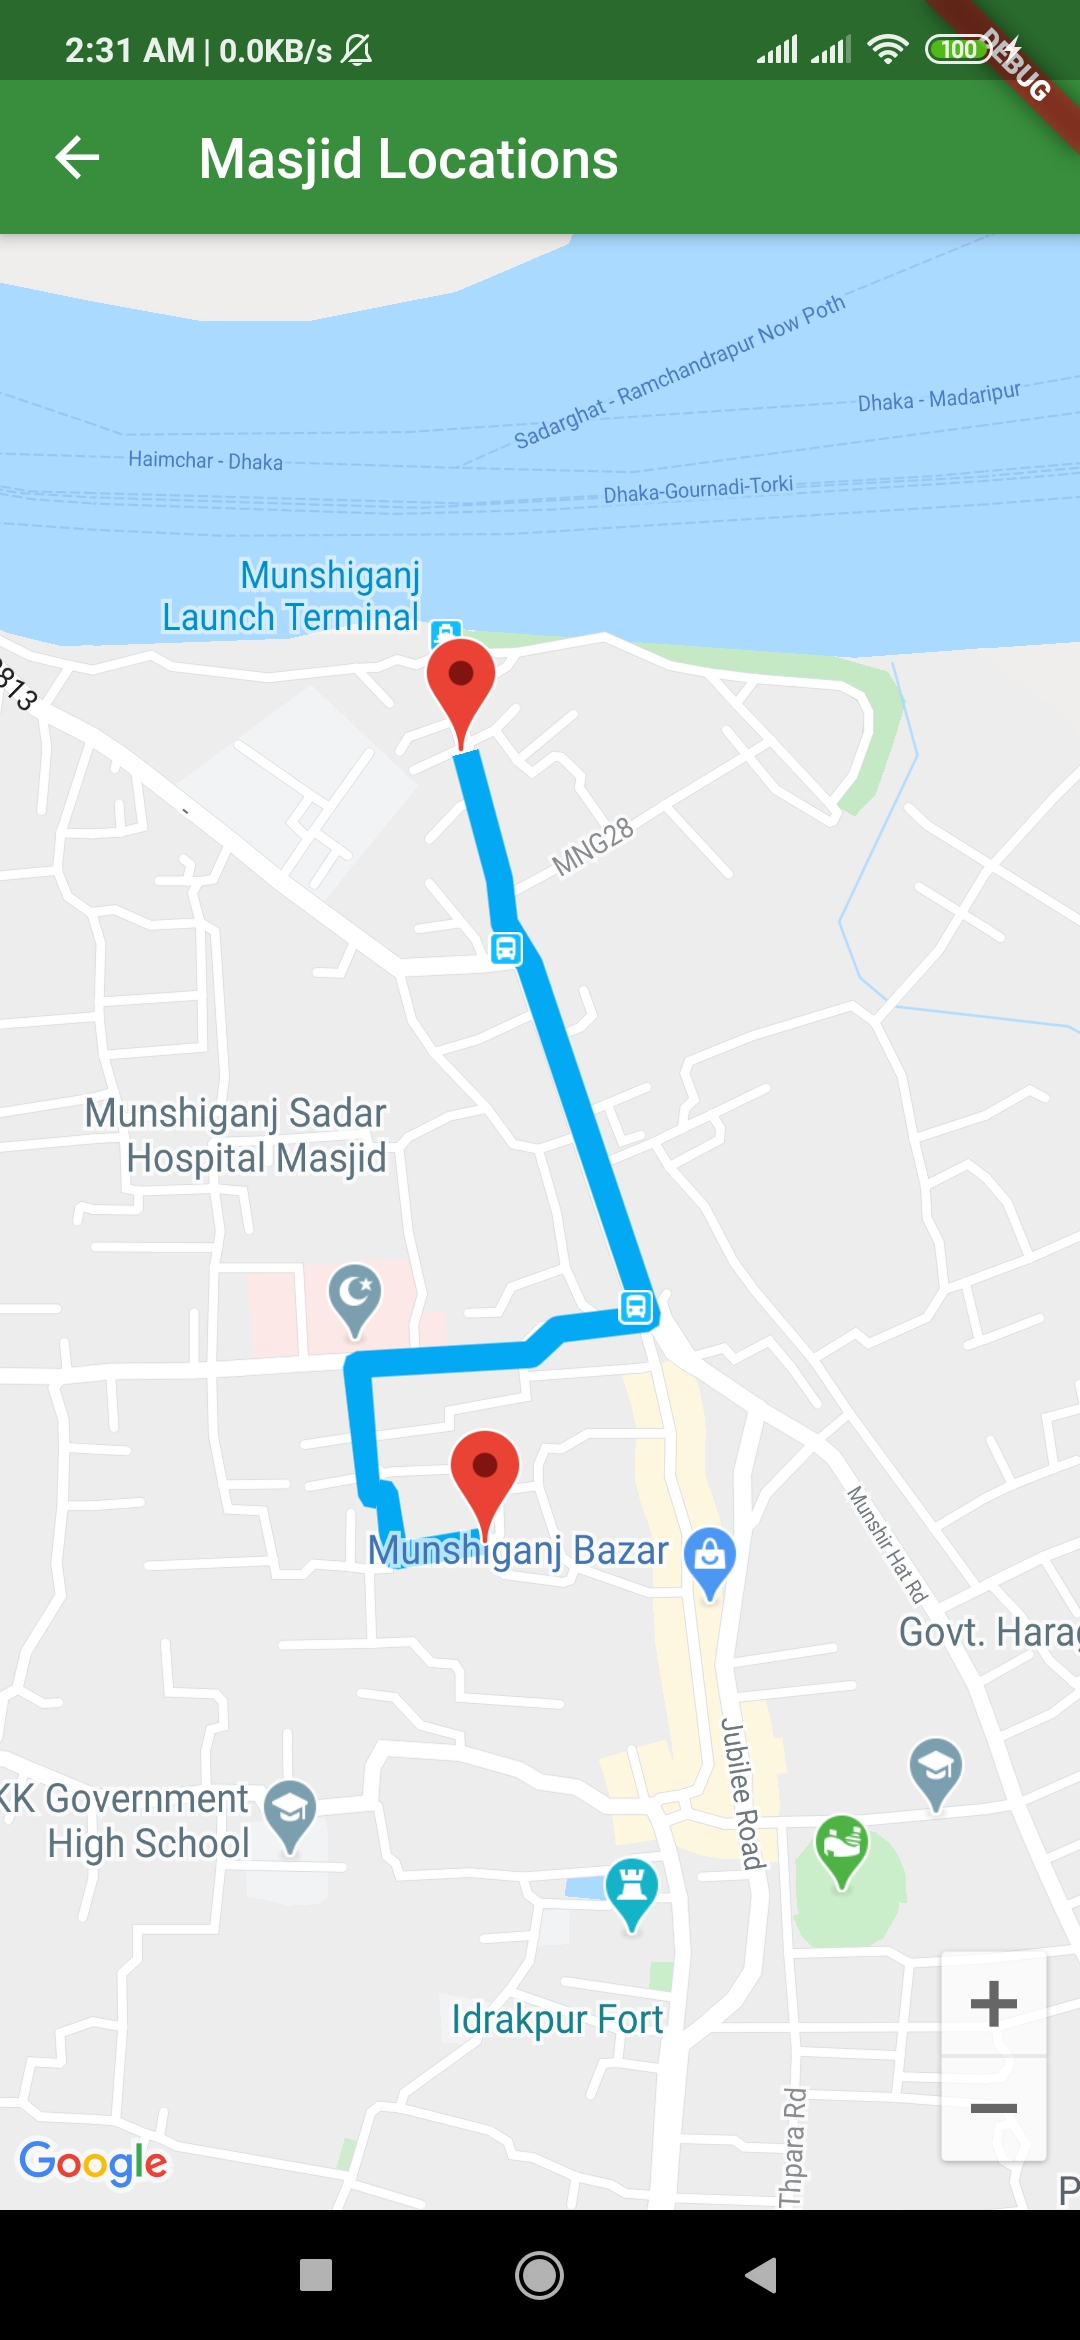 2:31 AM | 0.0KB/s
100
DEBUG
Masjid Locations
Sadarghat - Ramchandrapur Now Poth
Dhaka - Madaripur
Haimchar - Dhaka
Dhaka-Gournadi-Torki
Munshiganj
Launch Terminal
813
MNG28
Munshiganj Sadar
Hospital Masjid
Munshiganj Bazar
Munshir Hat Rd
Govt. Harag
Jubilee Road
KK Government
High School
Idrakpur Fort
Thpara Rd
Google
P